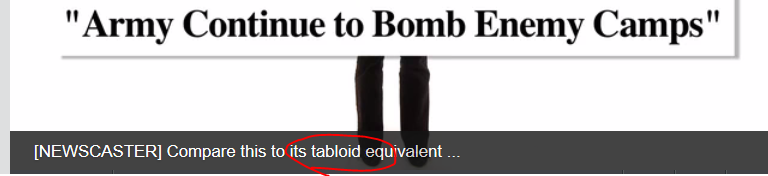 "Army Continue to Bomb Enemy Camps"
[NEWSCASTER] Compare this to its tabloid equivalent ...